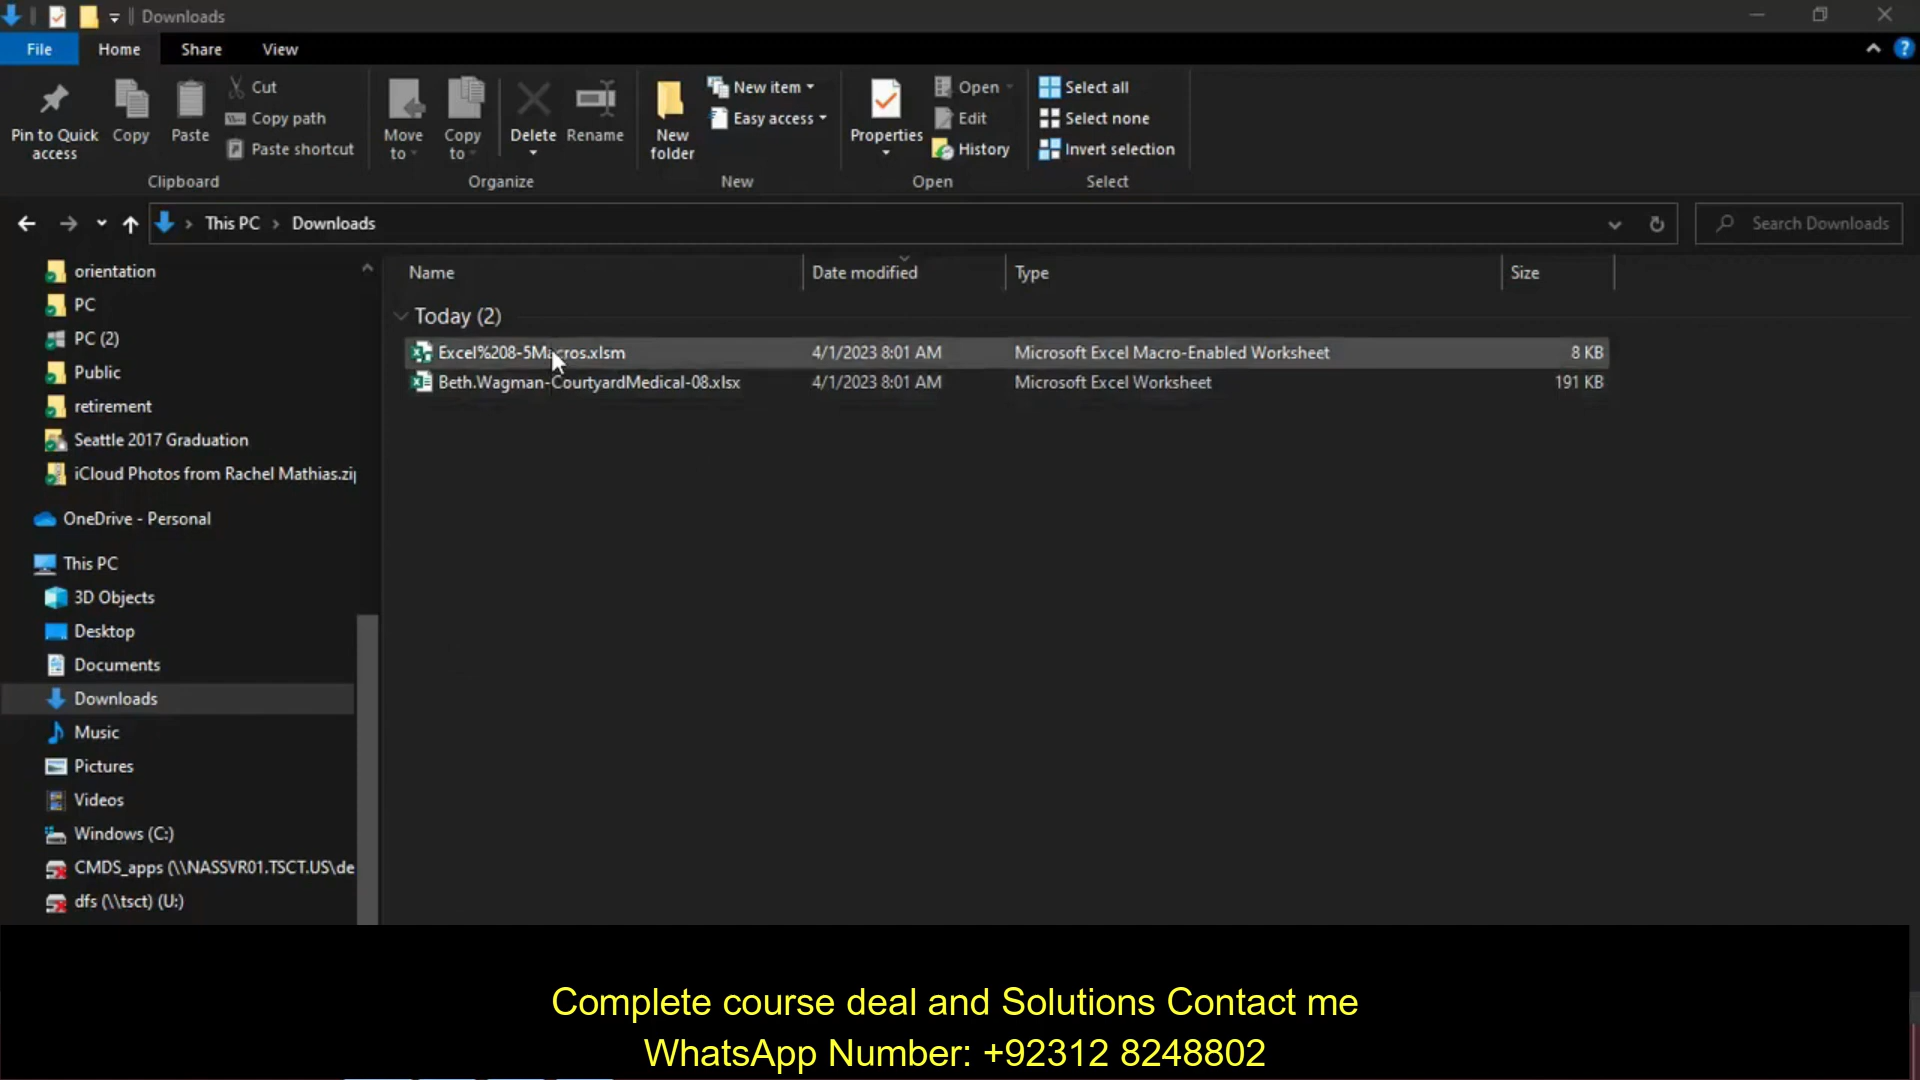 Downloads
File Home Share View
Pin to Quick access
Copy
Paste
Cut
Copy path
Paste shortcut
Clipboard
Move to
Copy to
Delete
Rename
Organize
New folder
New item
Easy access
New
Properties
Open
Edit
History
Open
Select all
Select none
Invert selection
Select
This PC > Downloads
Search Downloads
orientation
PC
PC (2)
Public
retirement
Seattle 2017 Graduation
iCloud Photos from Rachel Mathias.zip
OneDrive - Personal
This PC
3D Objects
Desktop
Documents
Downloads
Music
Pictures
Videos
Windows (C:)
CMDS_apps (\\NASSVR01.TSCT.US\de
dfs (\\tsct) (U:)
Name Date modified Type Size
Today (2)
Excel%208-5Macros.xlsm 4/1/2023 8:01 AM Microsoft Excel Macro-Enabled Worksheet 8 KB
Beth.Wagman-CourtyardMedical-08.xlsx 4/1/2023 8:01 AM Microsoft Excel Worksheet 191 KB
Complete course deal and Solutions Contact me
WhatsApp Number: +92312 8248802